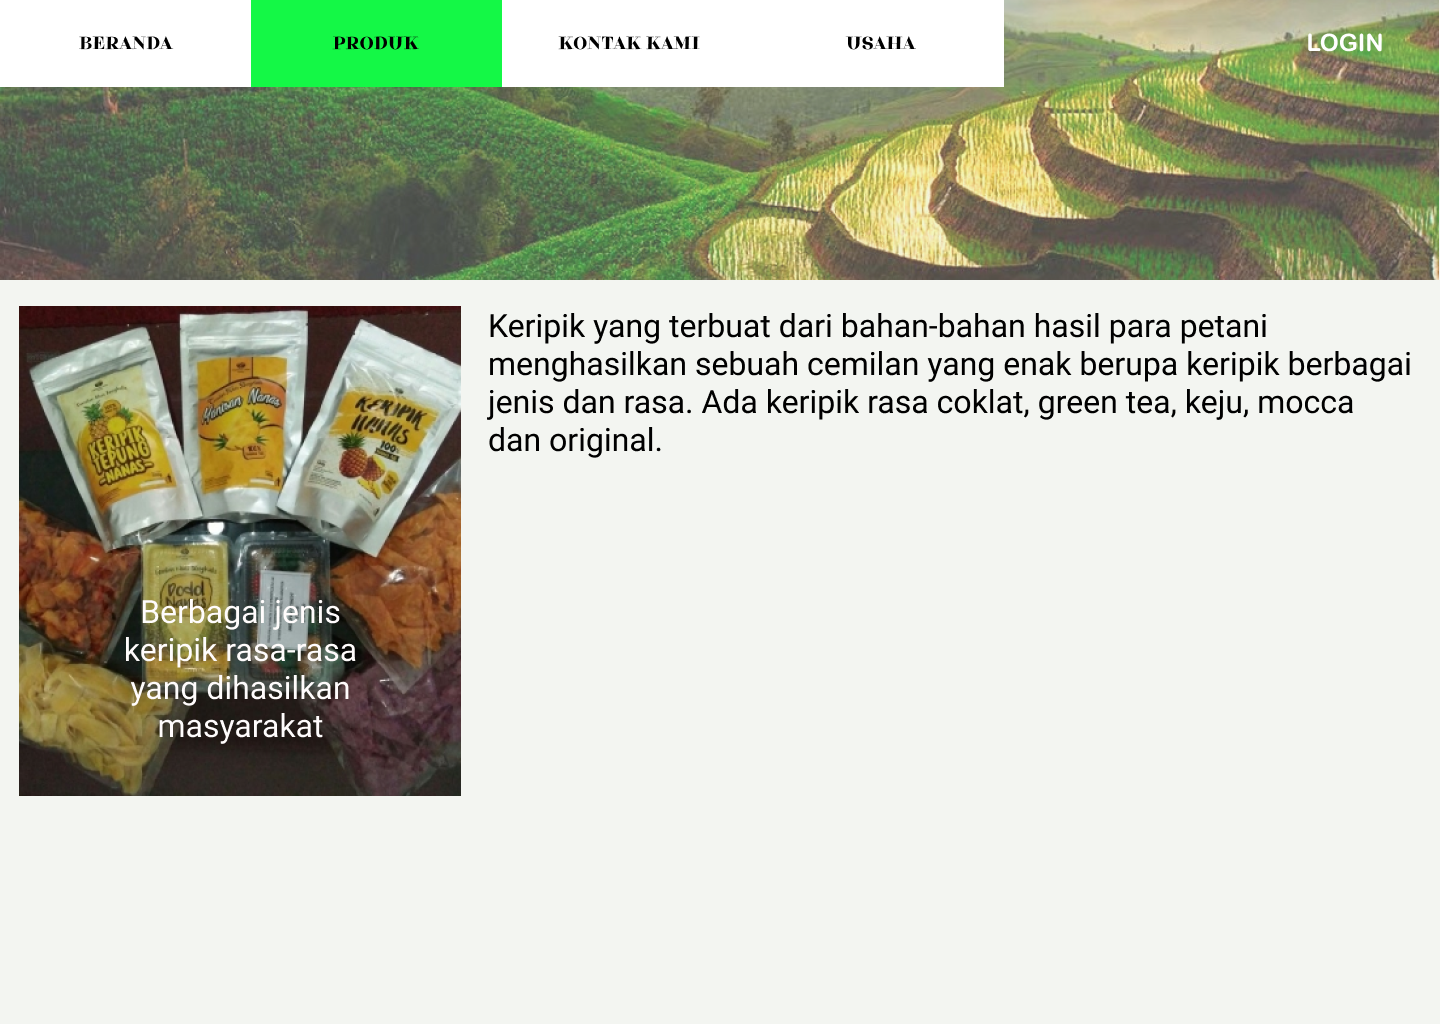 BERANDA
PRODUK
KONTAK KAMI
USAHA
LOGIN
Keripik yang terbuat dari bahan-bahan hasil para petani
menghasilkan sebuah cemilan yang enak berupa keripik berbagai
jenis dan rasa. Ada keripik rasa coklat, green tea, keju, mocca
dan original.
KERIPIK
TEPUNG
-NANAS-
Manisan Nanas
KERIPIK
NANAS
100%
Dodol
Nanas
Berbagai jenis
keripik rasa-rasa
yang dihasilkan
masyarakat